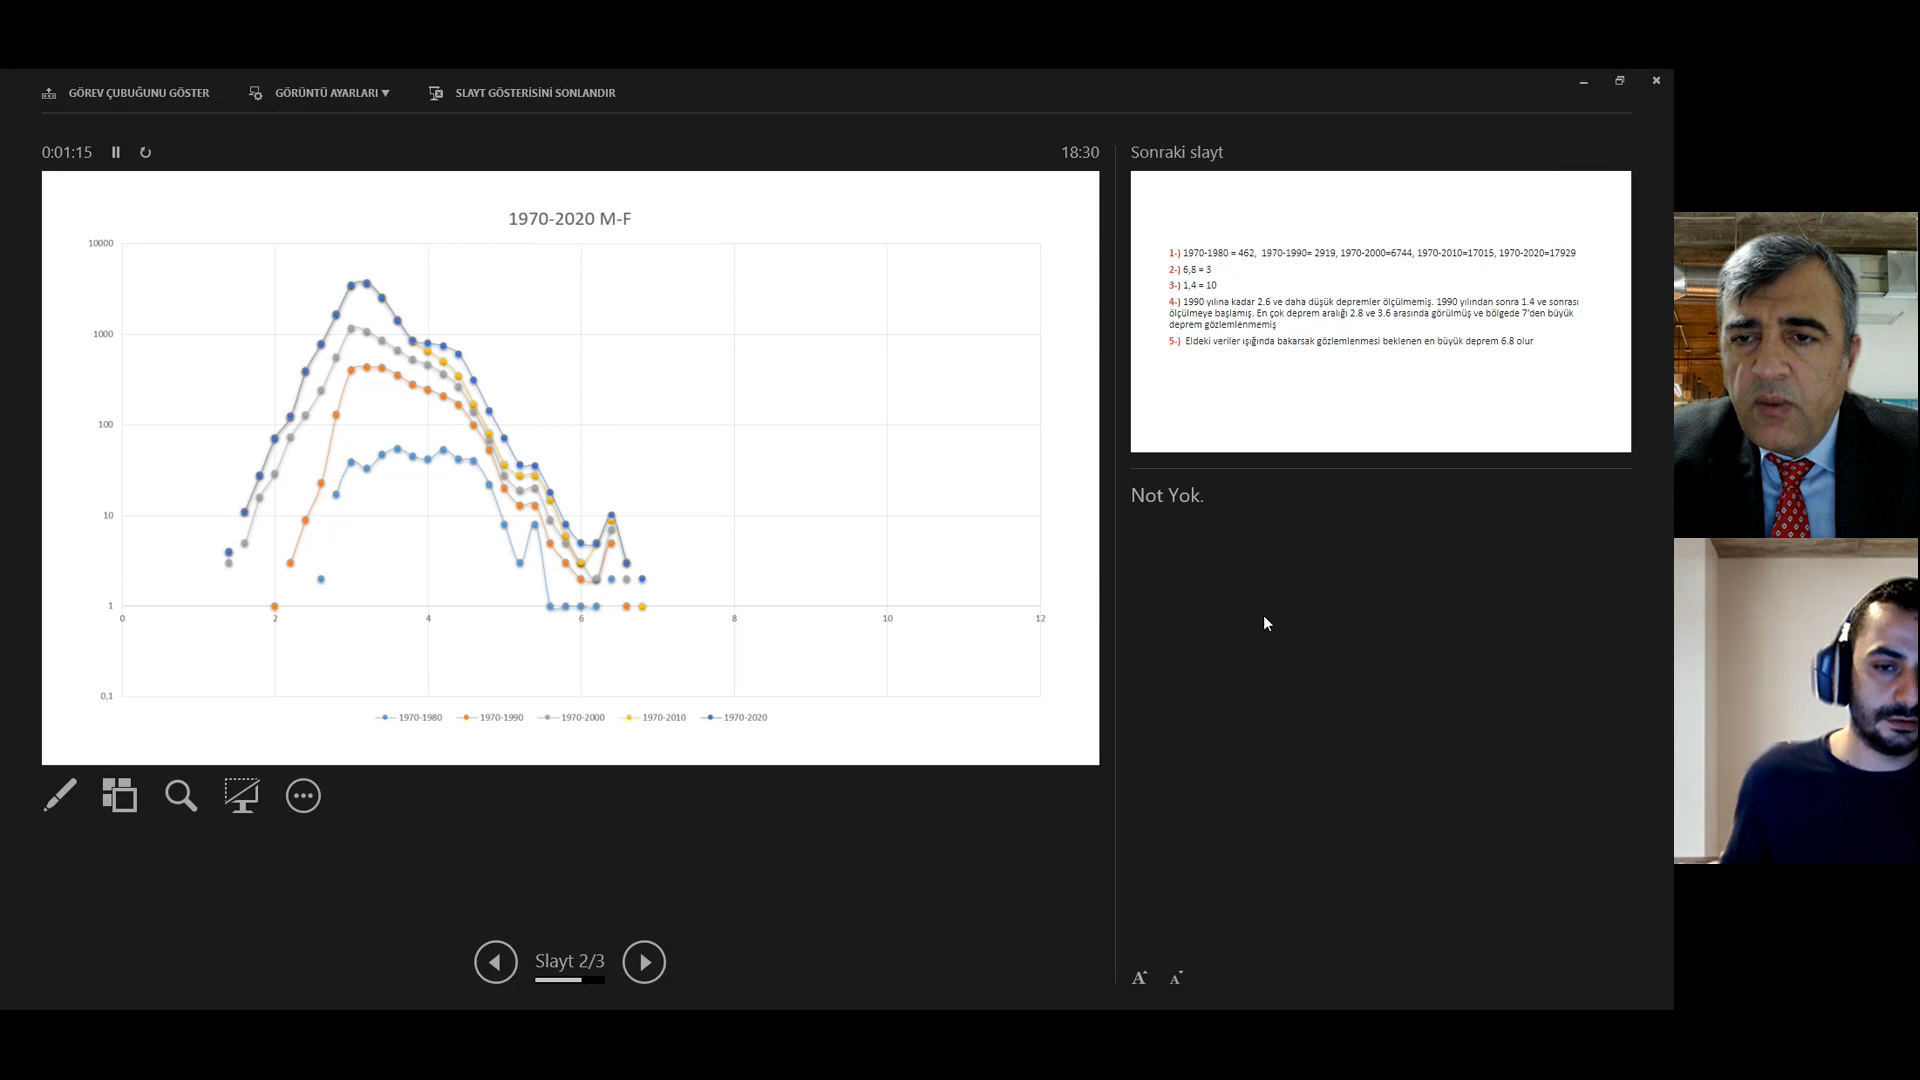 GÖREV ÇUBUĞUNU GÖSTER
GÖRÜNTÜ AYARLARI ▼
SLAYT GÖSTERİSİNİ SONLANDIR
0:01:15
18:30
Sonraki slayt
1970-2020 M-F
10000
1000
100
10
1
0,1
0 2 4 6 8 10 12
1970-1980 1970-1990 1970-2000 1970-2010 1970-2020
1-) 1970-1980 = 462, 1970-1990= 2919, 1970-2000=6744, 1970-2010=17015, 1970-2020=17929
2-) 6,8 = 3
3-) 1,4 = 10
4-) 1990 yılına kadar 2.6 ve daha düşük depremler ölçülmemiş. 1990 yılından sonra 1.4 ve sonrası
ölçülmeye başlamış. En çok deprem aralığı 2.8 ve 3.6 arasında görülmüş ve bölgede 7'den büyük
deprem gözlemlenmemiş
5-) Eldeki veriler ışığında bakarsak gözlemlenmesi beklenen en büyük deprem 6.8 olur
Not Yok.
Slayt 2/3
A A